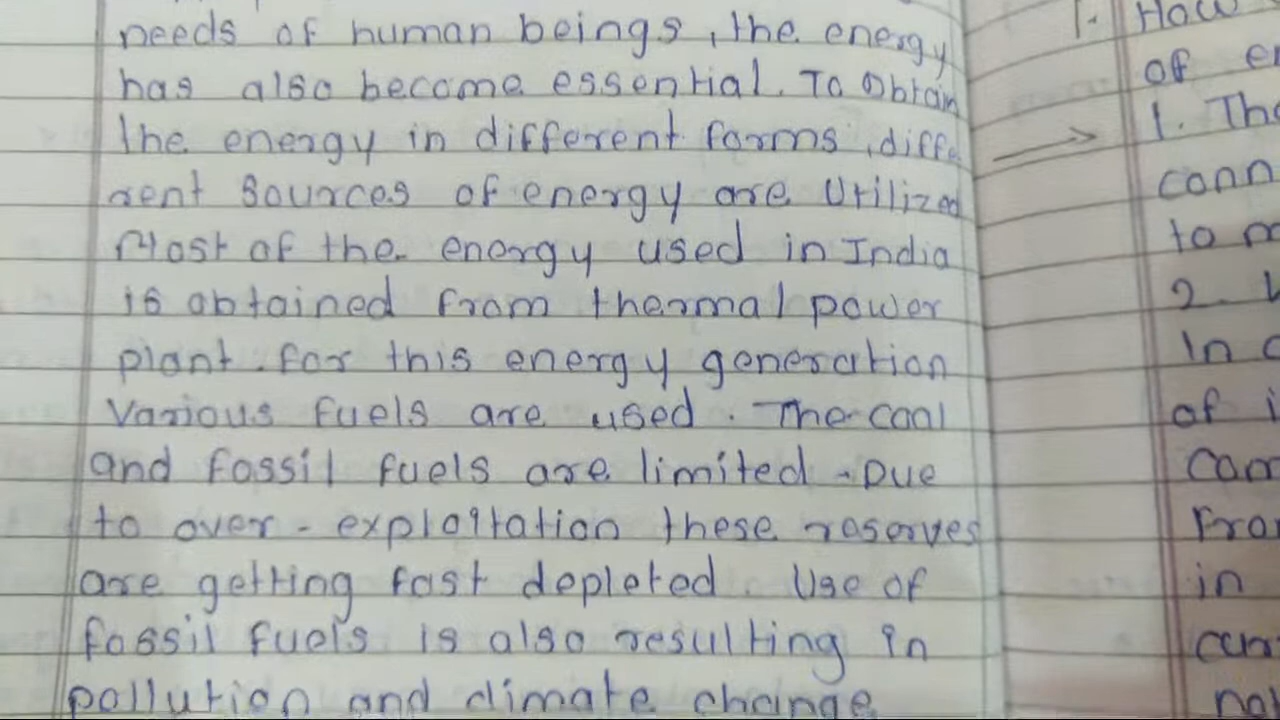 needs of human beings, the energy
has also become essential. To obtain
the energy in different forms, diffe
rent sources of energy are Utilized
Most of the energy used in India
is obtained from thermal power
plant. for this energy generation
Various fuels are used. The coal
and fossil fuels are limited. Due
to over-exploitation these reserves
are getting fast depleted. Use of
fossil fuels is also resulting in
pollution and climate change
1. How
of
1. The
conn
to
2.
In
of
From
in